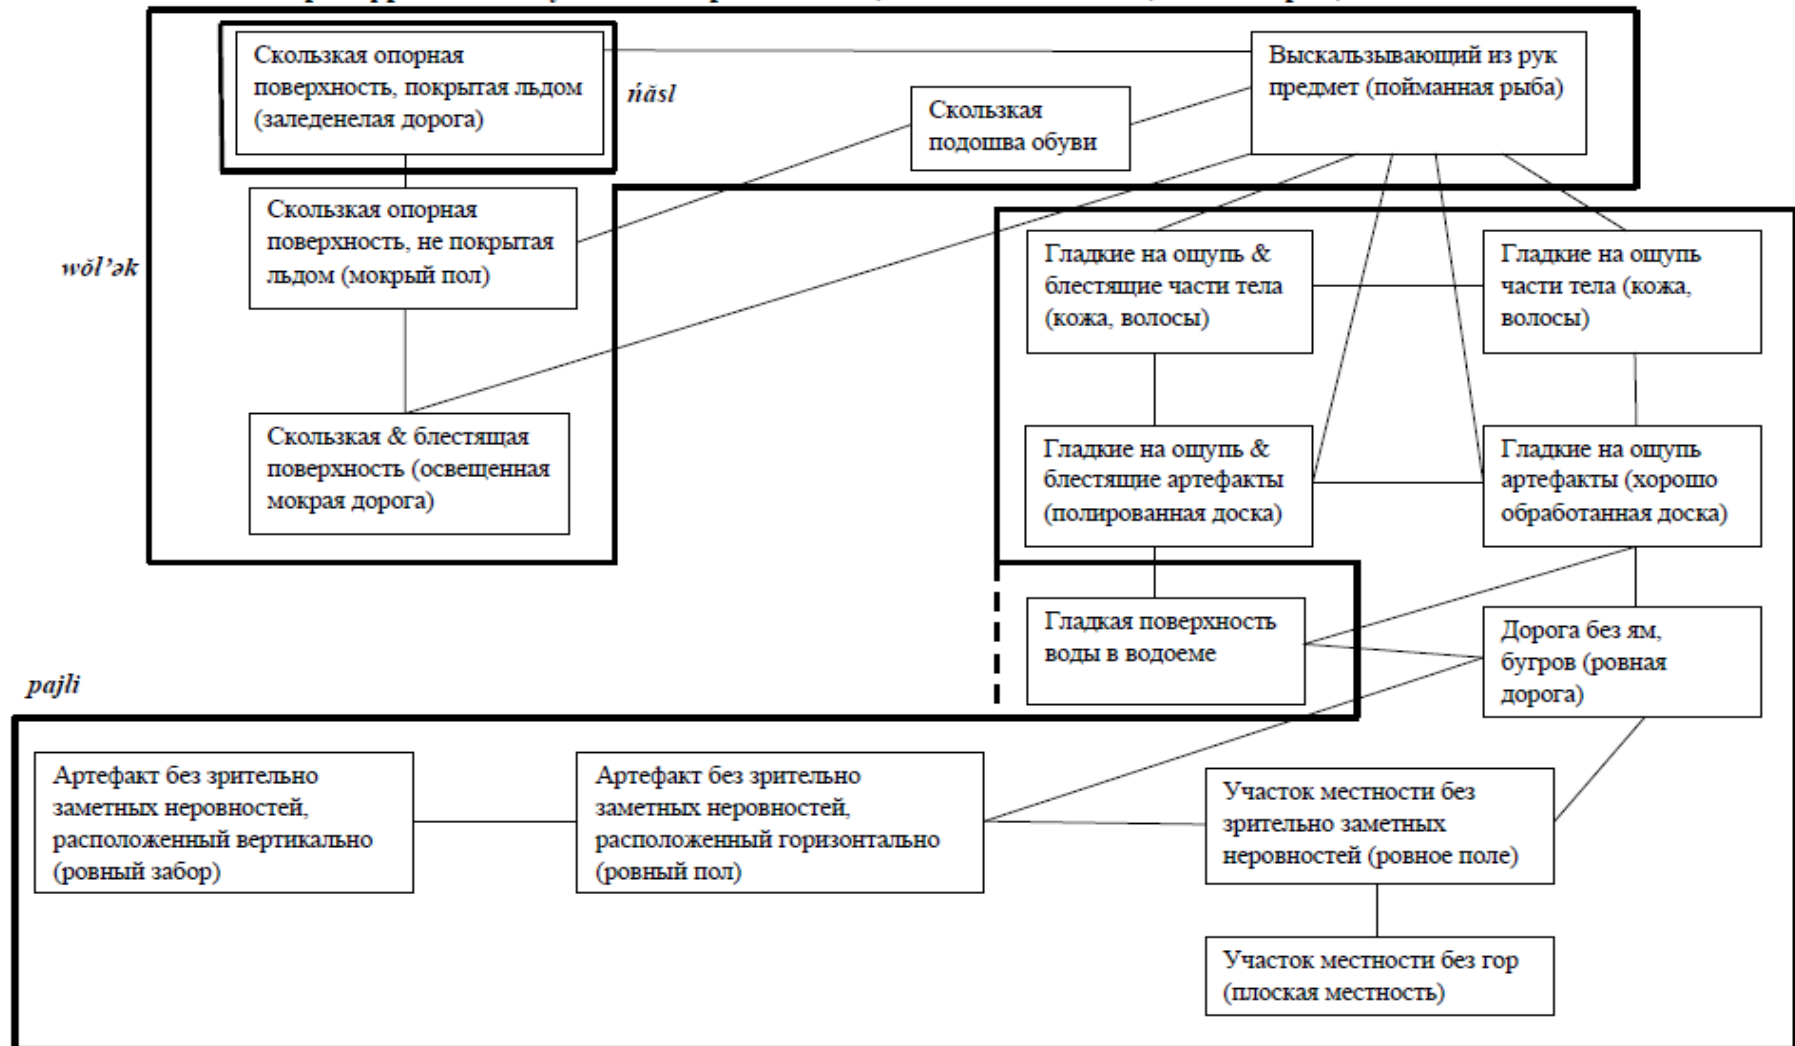 Скользкая опорная
поверхность, покрытая льдом
(заледенелая дорога)
ńăsl
Скользкая
подошва обуви
Выскальзывающий из рук
предмет (пойманная рыба)
Скользкая опорная
поверхность, не покрытая
льдом (мокрый пол)
wŏl’ək
Гладкие на ощупь &
блестящие части тела
(кожа, волосы)
Гладкие на ощупь
части тела (кожа,
волосы)
Скользкая & блестящая
поверхность (освещенная
мокрая дорога)
Гладкие на ощупь &
блестящие артефакты
(полированная доска)
Гладкие на ощупь
артефакты (хорошо
обработанная доска)
Гладкая поверхность
воды в водоеме
Дорога без ям,
бугров (ровная
дорога)
pajli
Артефакт без зрительно
заметных неровностей,
расположенный вертикально
(ровный забор)
Артефакт без зрительно
заметных неровностей,
расположенный горизонтально
(ровный пол)
Участок местности без
зрительно заметных
неровностей (ровное поле)
Участок местности без гор
(плоская местность)